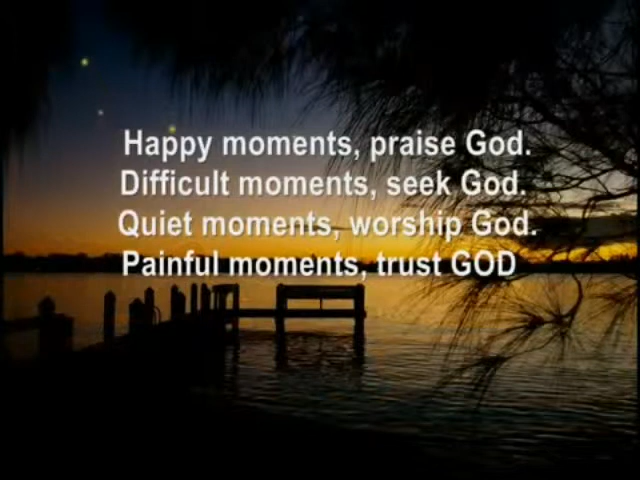 Happy moments, praise God.
Difficult moments, seek God.
Quiet moments, worship God.
Painful moments, trust GOD